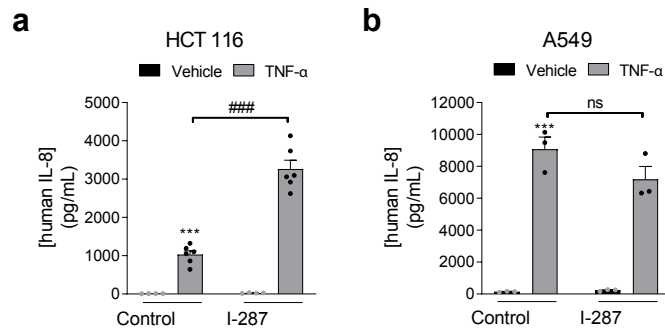 a
HCT 116
Vehicle TNF-α
###
[human IL-8]
(pg/mL)
5000
4000
3000
2000
1000
0
***
Control I-287
b
A549
Vehicle TNF-α
ns
[human IL-8]
(pg/mL)
12000
10000
8000
6000
4000
2000
0
***
Control I-287